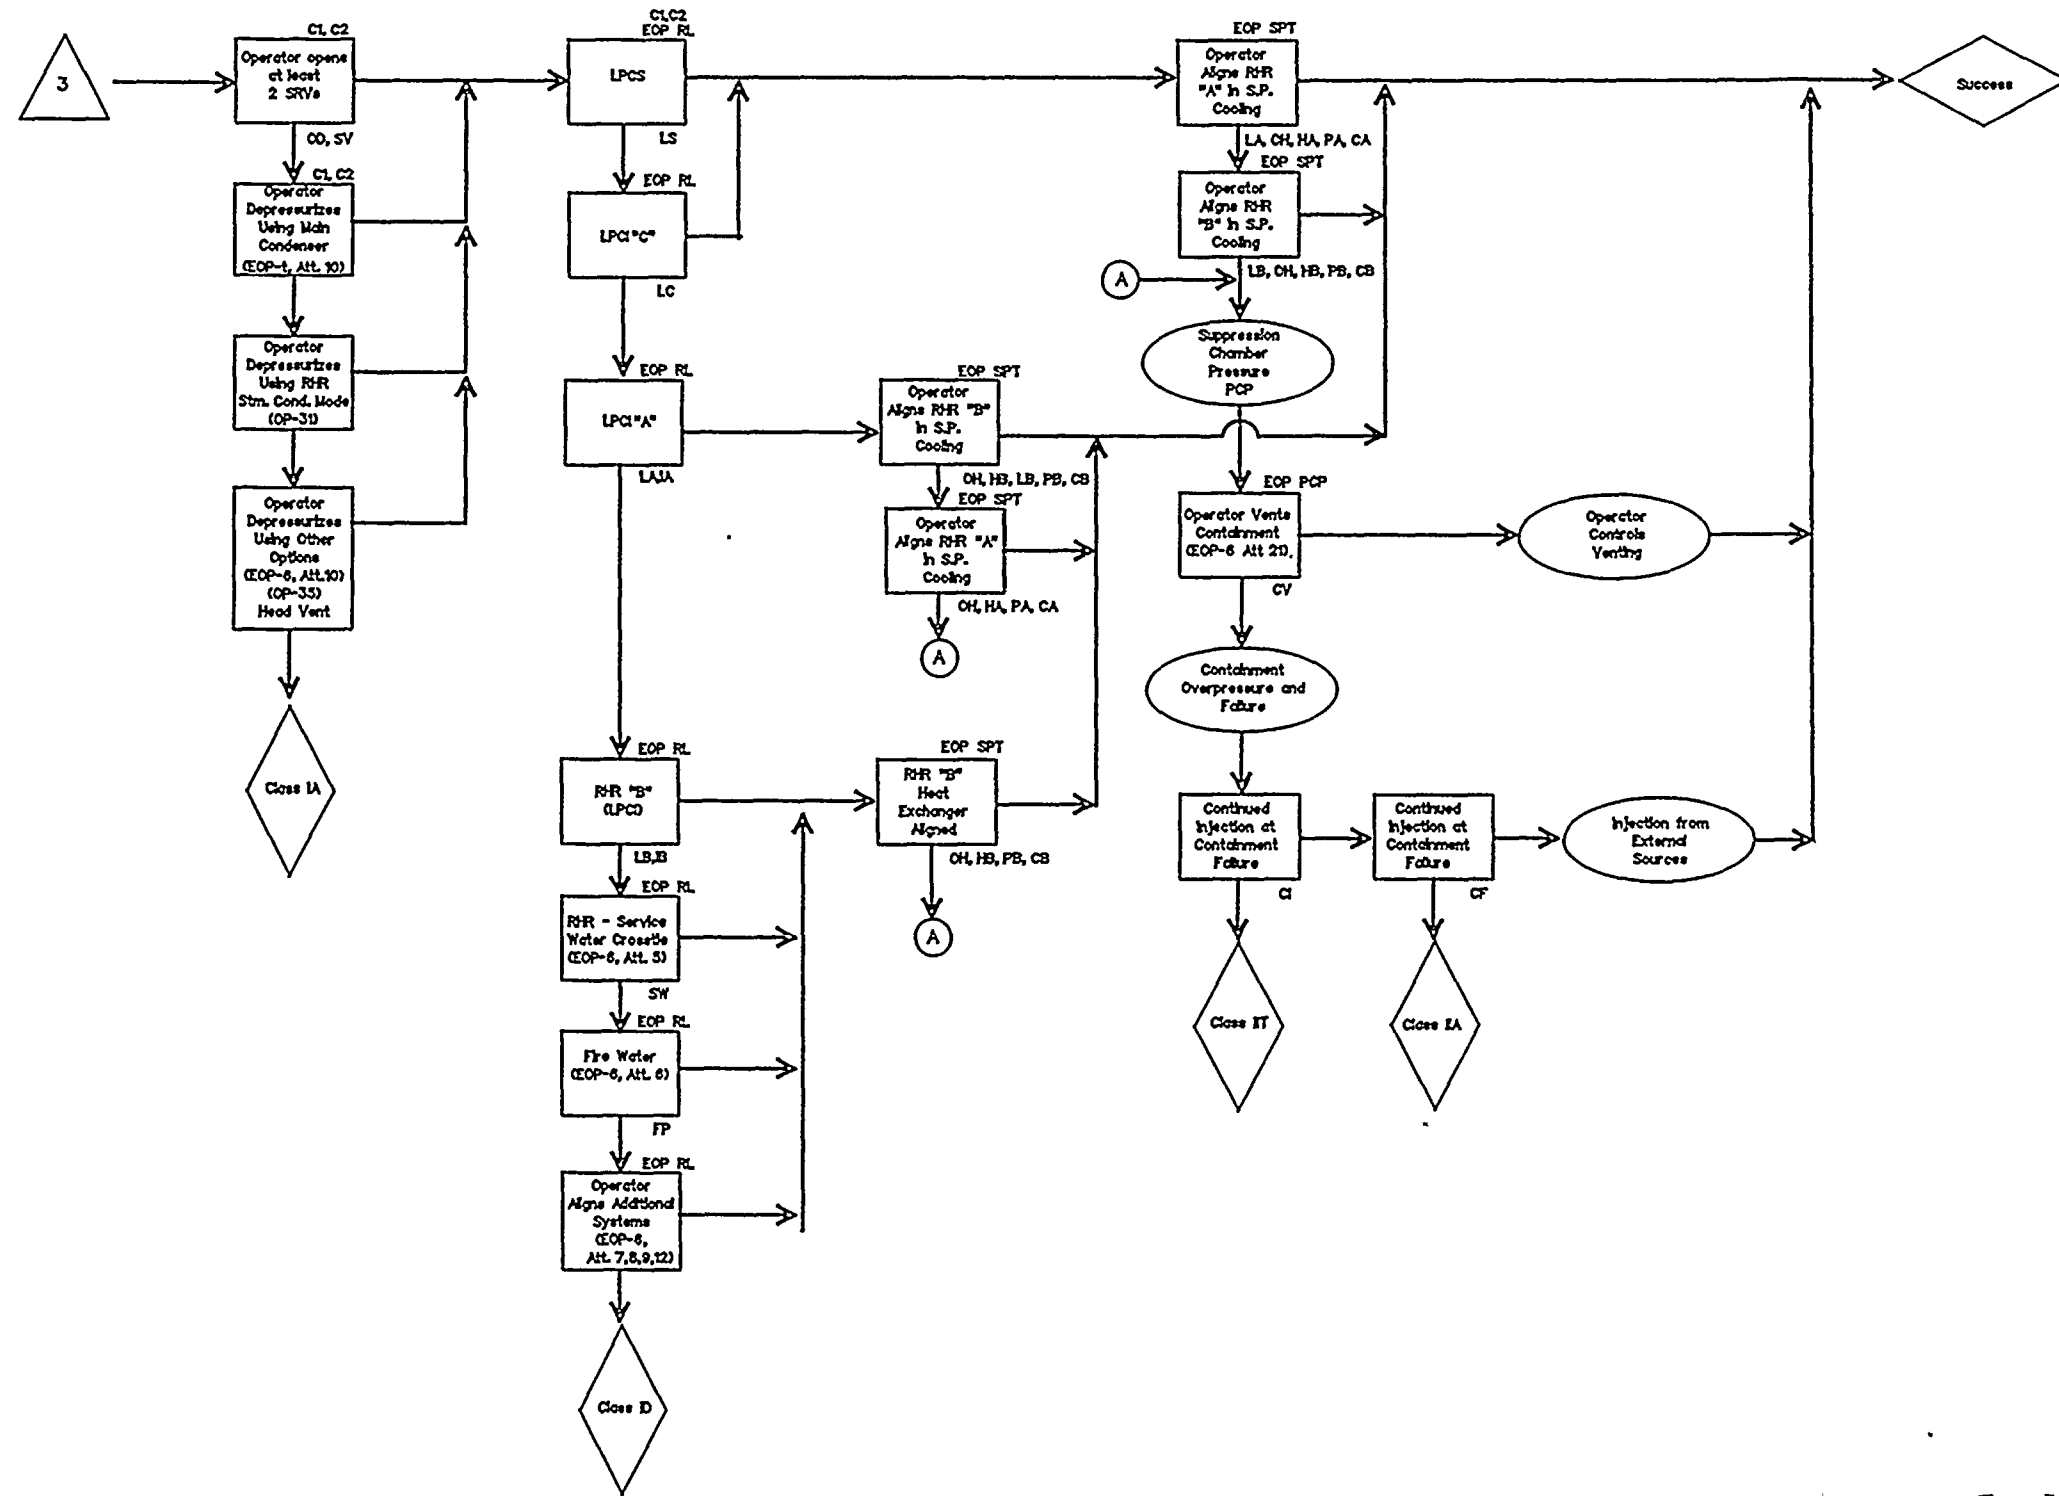 3
C1, C2
Operator opens
at least
2 SRVs
OO, SV
C1, C2
Operator
Depressurizes
Using Main
Condenser
(EOP-t, Att. 10)
Operator
Depressurizes
Using RHR
Stm. Cond. Mode
(OP-31)
Operator
Depressurizes
Using Other
Options
(EOP-6, Att.10)
(OP-35)
Head Vent
Class IA
C1,C2
EOP RL
LPCS
LS
EOP RL
LPCI "C"
LC
EOP RL
LPCI "A"
LA,IA
EOP RL
RHR "B"
(LPCI)
LB,IB
EOP RL
RHR - Service
Water Crosstie
(EOP-6, Att. 5)
SW
EOP RL
Fire Water
(EOP-6, Att. 6)
FP
EOP RL
Operator
Aligns Additional
Systems
(EOP-6,
Att. 7,8,9,12)
Class ID
EOP SPT
Operator
Aligns RHR "B"
in S.P.
Cooling
OH, HB, LB, PB, CB
EOP SPT
Operator
Aligns RHR "A"
in S.P.
Cooling
OH, HA, PA, CA
A
EOP SPT
RHR "B"
Heat
Exchanger
Aligned
OH, HB, PB, CB
A
EOP SPT
Operator
Aligns RHR
"A" in S.P.
Cooling
LA, OH, HA, PA, CA
EOP SPT
Operator
Aligns RHR
"B" in S.P.
Cooling
LB, OH, HB, PB, CB
A
Suppression
Chamber
Pressure
PCP
EOP PCP
Operator Vents
Containment
(EOP-6 Att 21).
CV
Operator
Controls
Venting
Containment
Overpressure and
Failure
Continued
Injection at
Containment
Failure
CI
Continued
Injection at
Containment
Failure
CF
Injection from
External
Sources
Class IIT
Class IIA
Success